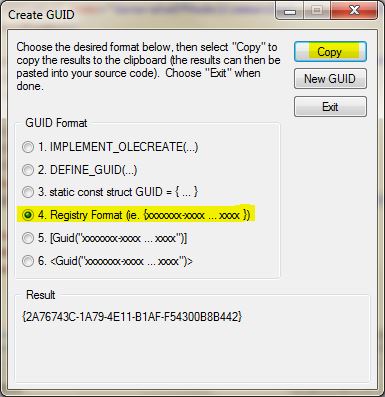 Create GUID
Choose the desired format below, then select "Copy" to
copy the results to the clipboard (the results can then be
pasted into your source code).  Choose "Exit" when
done.
Copy
New GUID
Exit
GUID Format
1. IMPLEMENT_OLECREATE(...)
2. DEFINE_GUID(...)
3. static const struct GUID = { ... }
4. Registry Format (ie. {xxxxxxx-xxxx ... xxxx })
5. [Guid("xxxxxxx-xxxx ... xxxx")]
6. <Guid("xxxxxxx-xxxx ... xxxx")>
Result
{2A76743C-1A79-4E11-B1AF-F54300B8B442}